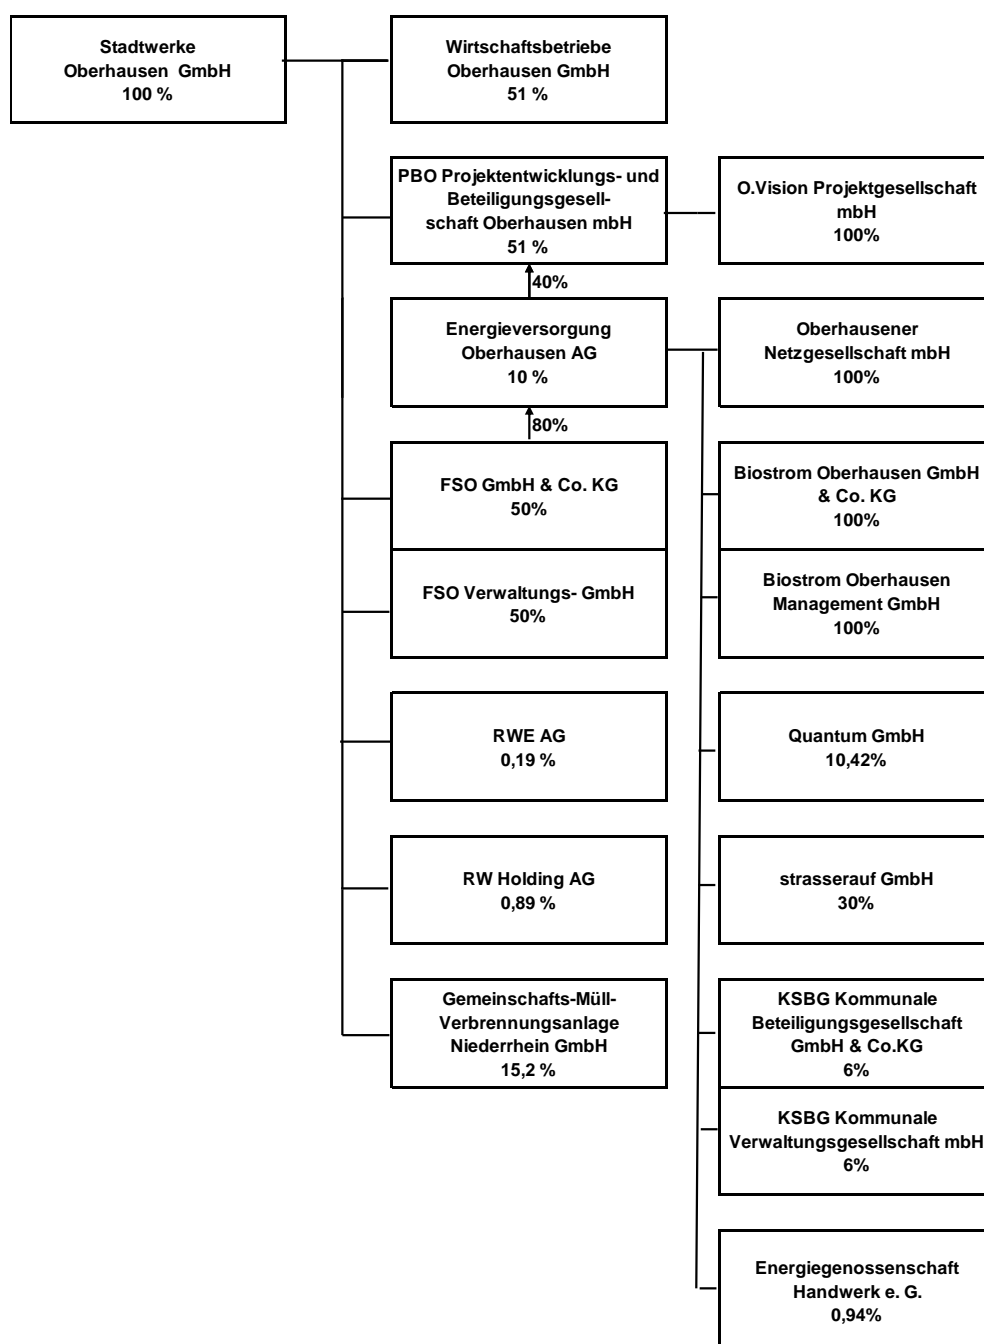 Stadtwerke
Oberhausen GmbH
100 %
Wirtschaftsbetriebe
Oberhausen GmbH
51 %
PBO Projektentwicklungs- und
Beteiligungsgesell-
schaft Oberhausen mbH
51 %
O.Vision Projektgesellschaft
mbH
100%
40%
Energieversorgung
Oberhausen AG
10 %
Oberhausener
Netzgesellschaft mbH
100%
80%
FSO GmbH & Co. KG
50%
Biostrom Oberhausen GmbH
& Co. KG
100%
FSO Verwaltungs- GmbH
50%
Biostrom Oberhausen
Management GmbH
100%
RWE AG
0,19 %
Quantum GmbH
10,42%
RW Holding AG
0,89 %
strasserauf GmbH
30%
Gemeinschafts-Müll-
Verbrennungsanlage
Niederrhein GmbH
15,2 %
KSBG Kommunale
Beteiligungsgesellschaft
GmbH & Co.KG
6%
KSBG Kommunale
Verwaltungsgesellschaft mbH
6%
Energiegenossenschaft
Handwerk e. G.
0,94%